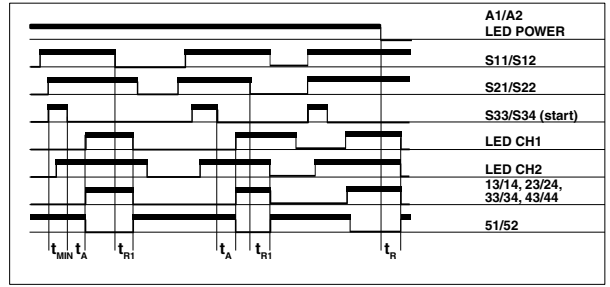 A1/A2
LED POWER
S11/S12
S21/S22
S33/S34 (start)
LED CH1
LED CH2
13/14, 23/24,
33/34, 43/44
51/52
tMIN tA tR1 tA tR1 tR